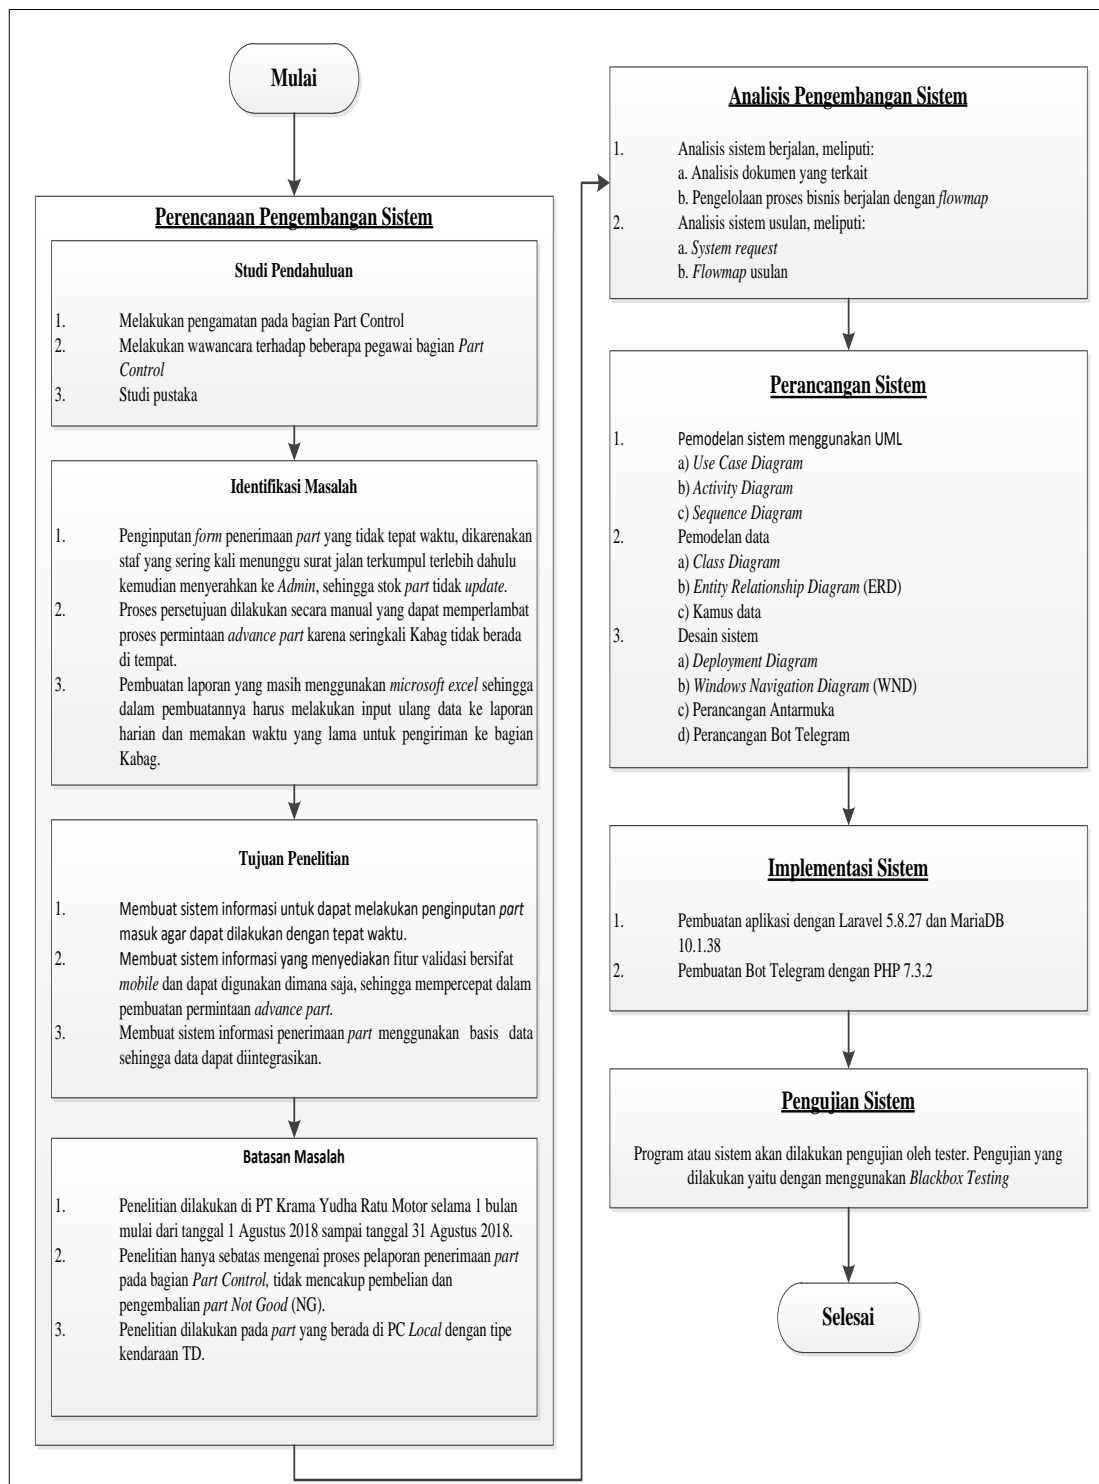 Mulai
Perencanaan Pengembangan Sistem
Studi Pendahuluan
1. Melakukan pengamatan pada bagian Part Control
2. Melakukan wawancara terhadap beberapa pegawai bagian Part
Control
3. Studi pustaka
Identifikasi Masalah
1. Penginputan form penerimaan part yang tidak tepat waktu, dikarenakan
staf yang sering kali menunggu surat jalan terkumpul terlebih dahulu
kemudian menyerahkan ke Admin, sehingga stok part tidak update.
2. Proses persetujuan dilakukan secara manual yang dapat memperlambat
proses permintaan advance part karena seringkali Kabag tidak berada
di tempat.
3. Pembuatan laporan yang masih menggunakan microsoft excel sehingga
dalam pembuatannya harus melakukan input ulang data ke laporan
harian dan memakan waktu yang lama untuk pengiriman ke bagian
Kabag.
Tujuan Penelitian
1. Membuat sistem informasi untuk dapat melakukan penginputan part
masuk agar dapat dilakukan dengan tepat waktu.
2. Membuat sistem informasi yang menyediakan fitur validasi bersifat
mobile dan dapat digunakan dimana saja, sehingga mempercepat dalam
pembuatan permintaan advance part.
3. Membuat sistem informasi penerimaan part menggunakan basis data
sehingga data dapat diintegrasikan.
Batasan Masalah
1. Penelitian dilakukan di PT Krama Yudha Ratu Motor selama 1 bulan
mulai dari tanggal 1 Agustus 2018 sampai tanggal 31 Agustus 2018.
2. Penelitian hanya sebatas mengenai proses pelaporan penerimaan part
pada bagian Part Control, tidak mencakup pembelian dan
pengembalian part Not Good (NG).
3. Penelitian dilakukan pada part yang berada di PC Local dengan tipe
kendaraan TD.
Analisis Pengembangan Sistem
1. Analisis sistem berjalan, meliputi:
a. Analisis dokumen yang terkait
b. Pengelolaan proses bisnis berjalan dengan flowmap
2. Analisis sistem usulan, meliputi:
a. System request
b. Flowmap usulan
Perancangan Sistem
1. Pemodelan sistem menggunakan UML
a) Use Case Diagram
b) Activity Diagram
c) Sequence Diagram
2. Pemodelan data
a) Class Diagram
b) Entity Relationship Diagram (ERD)
c) Kamus data
3. Desain sistem
a) Deployment Diagram
b) Windows Navigation Diagram (WND)
c) Perancangan Antarmuka
d) Perancangan Bot Telegram
Implementasi Sistem
1. Pembuatan aplikasi dengan Laravel 5.8.27 dan MariaDB
10.1.38
2. Pembuatan Bot Telegram dengan PHP 7.3.2
Pengujian Sistem
Program atau sistem akan dilakukan pengujian oleh tester. Pengujian yang
dilakukan yaitu dengan menggunakan Blackbox Testing
Selesai